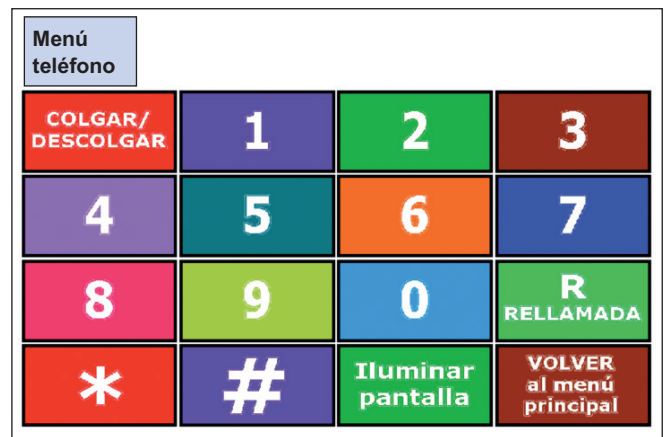 Menú
teléfono
COLGAR/
DESCOLGAR
1
2
3
4
5
6
7
8
9
0
R
RELLAMADA
*
#
Iluminar
pantalla
VOLVER
al menú
principal